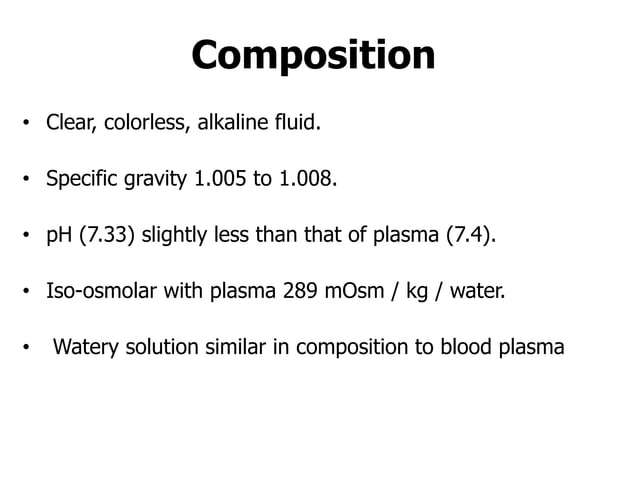 Composition
• Clear, colorless, alkaline fluid.
• Specific gravity 1.005 to 1.008.
• pH (7.33) slightly less than that of plasma (7.4).
• Iso-osmolar with plasma 289 mOsm / kg / water.
• Watery solution similar in composition to blood plasma